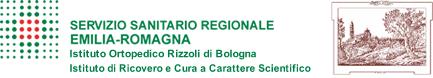 SERVIZIO SANITARIO REGIONALE
EMILIA-ROMAGNA
Istituto Ortopedico Rizzoli di Bologna
Istituto di Ricovero e Cura a Carattere Scientifico